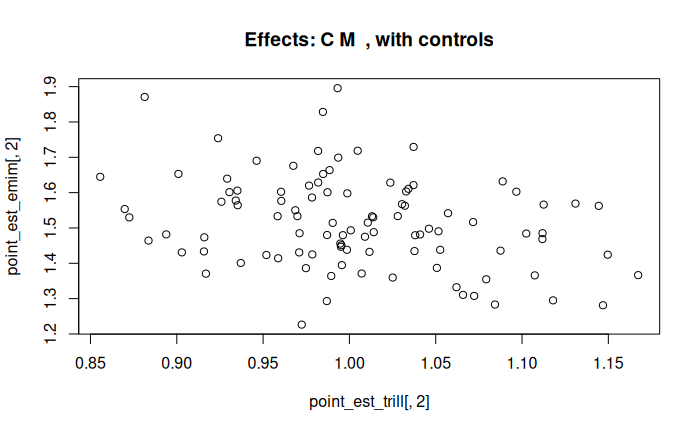 Effects: C M  , with controls
point_est_emim[, 2]
1.9
1.8
1.7
1.6
1.5
1.4
1.3
1.2
0.85 0.90 0.95 1.00 1.05 1.10 1.15
point_est_trill[, 2]